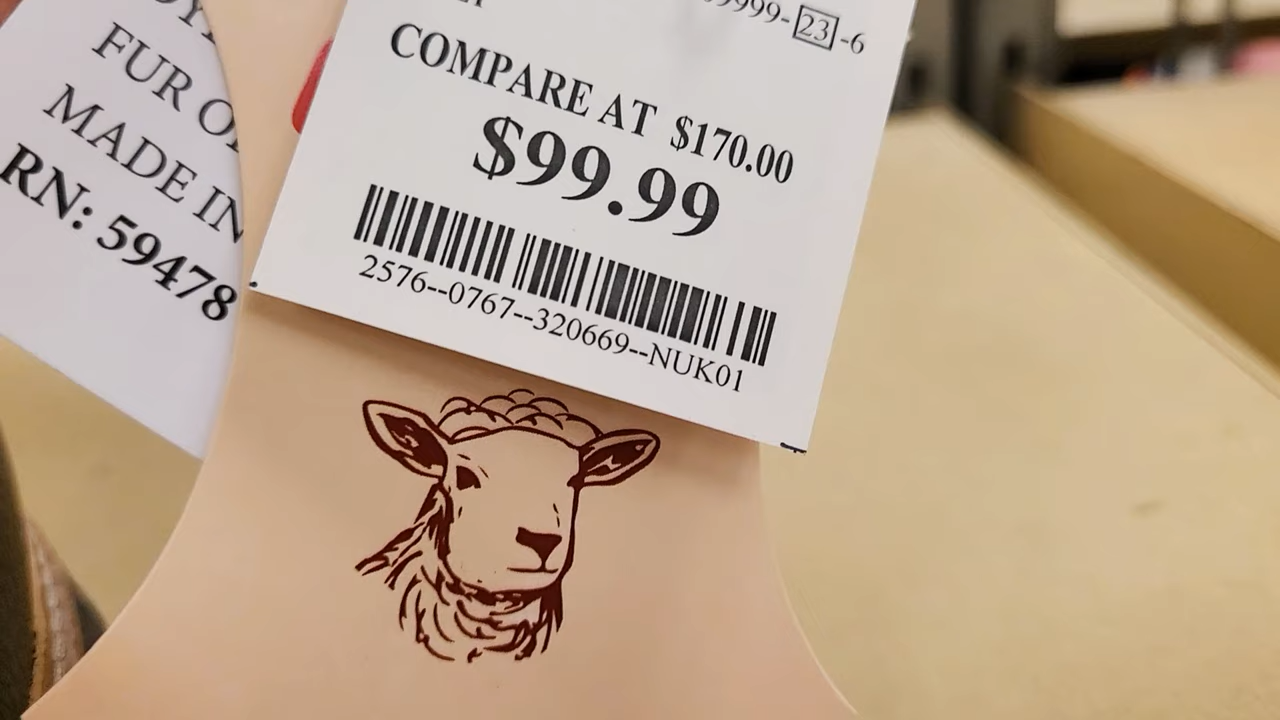 FUR O
MADE IN
RN: 59478
9999-23-6
COMPARE AT $170.00
$99.99
2576--0767--320669--NUK01